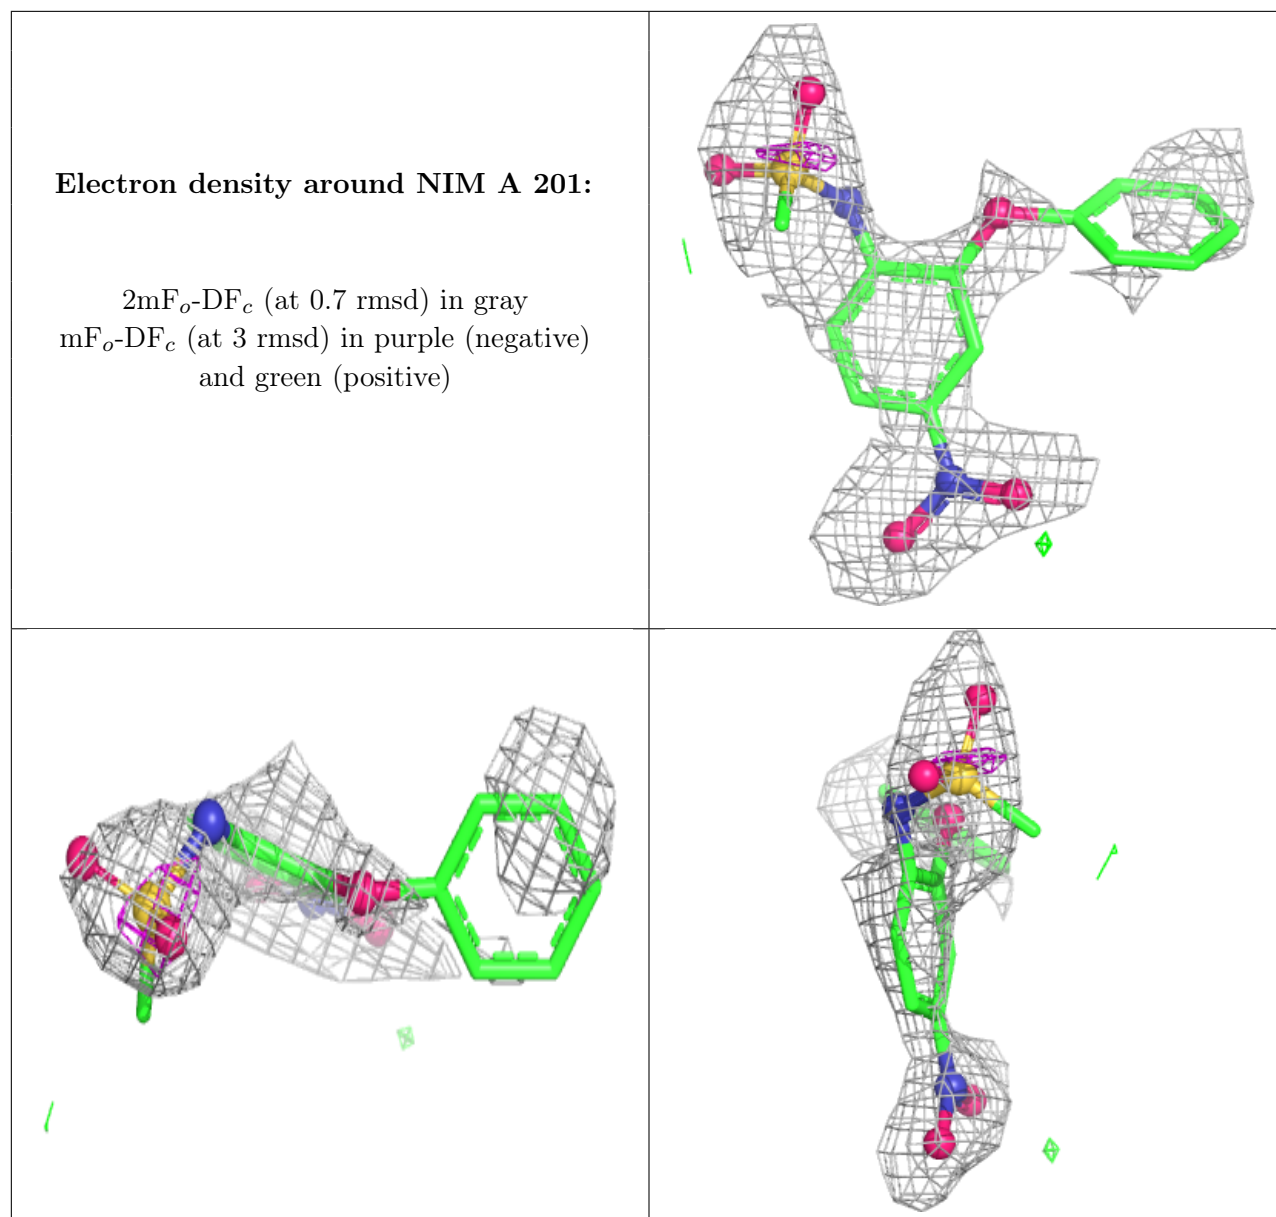 Electron density around NIM A 201:
2mFo-DFc (at 0.7 rmsd) in gray
mFo-DFc (at 3 rmsd) in purple (negative)
and green (positive)